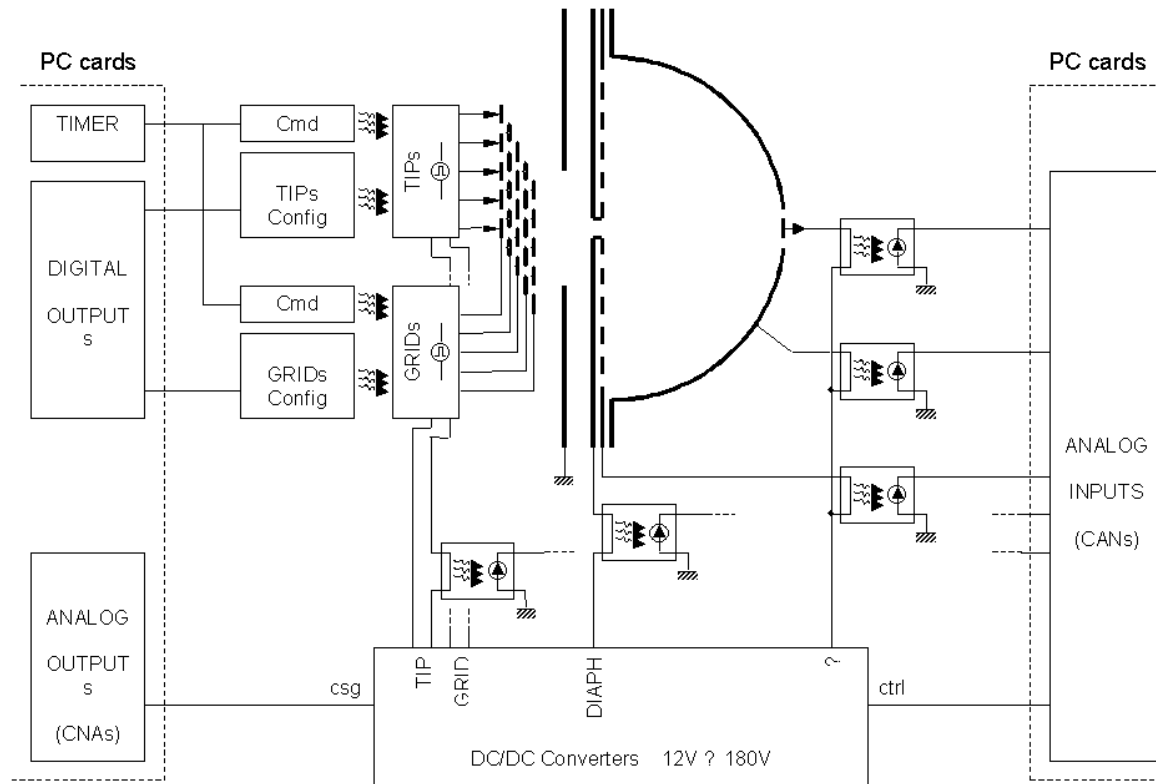 PC cards
PC cards
TIMER
Cmd
TIPs
Config
TIPs
DIGITAL
OUTPUT
s
Cmd
GRIDs
Config
GRIDs
ANALOG
INPUTS
(CANs)
ANALOG
OUTPUT
s
(CNAs)
csg
TIP
GRID
DIAPH
?
ctrl
DC/DC Converters 12V ? 180V